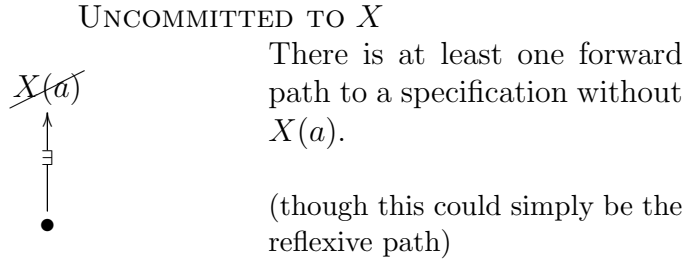 UNCOMMITTED TO X
There is at least one forward
X(a)
path to a specification without
X(a).
∃
(though this could simply be the
reflexive path)